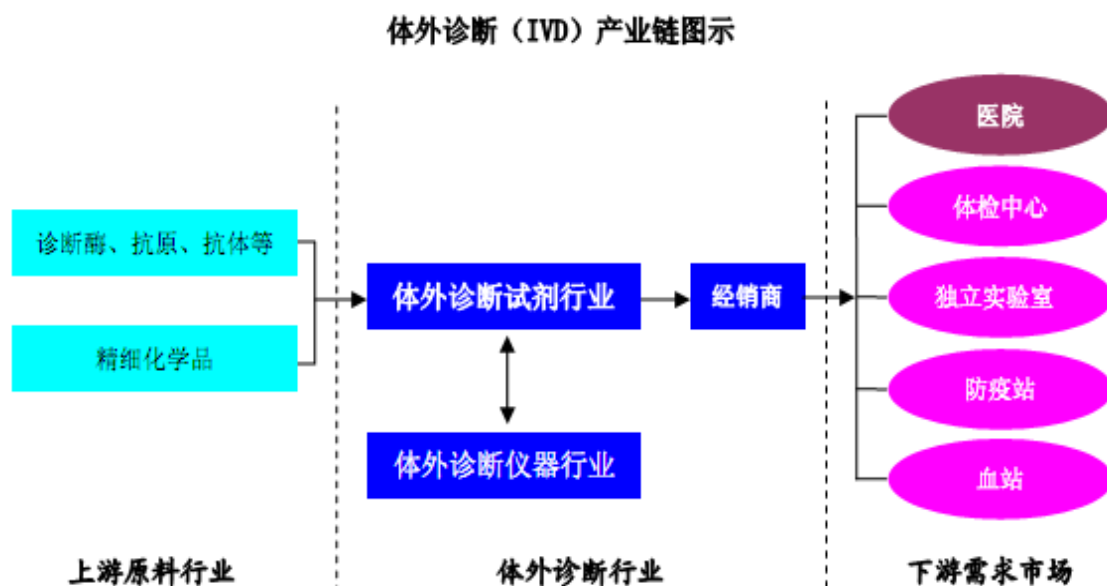 体外诊断（IVD）产业链图示
诊断酶、抗原、抗体等
精细化学品
体外诊断试剂行业
体外诊断仪器行业
经销商
医院
体检中心
独立实验室
防疫站
血站
上游原料行业
体外诊断行业
下游需求市场